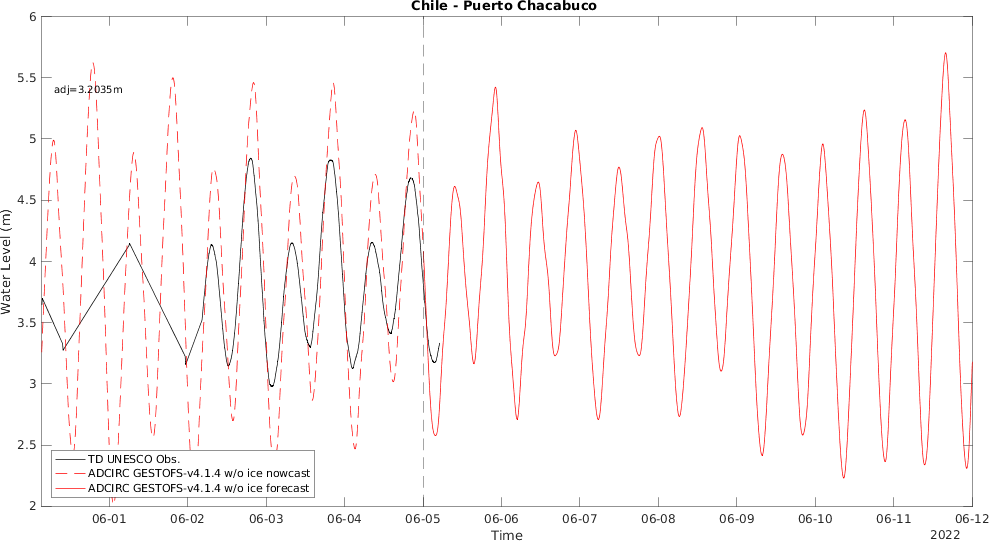 Chile - Puerto Chacabuco
6
5.5
5
4.5
4
3.5
3
2.5
2
Water Level (m)
adj=3.2035m
TD UNESCO Obs.
ADCIRC GESTOFS-v4.1.4 w/o ice nowcast
ADCIRC GESTOFS-v4.1.4 w/o ice forecast
06-01 06-02 06-03 06-04 06-05 06-06 06-07 06-08 06-09 06-10 06-11 06-12
Time
2022